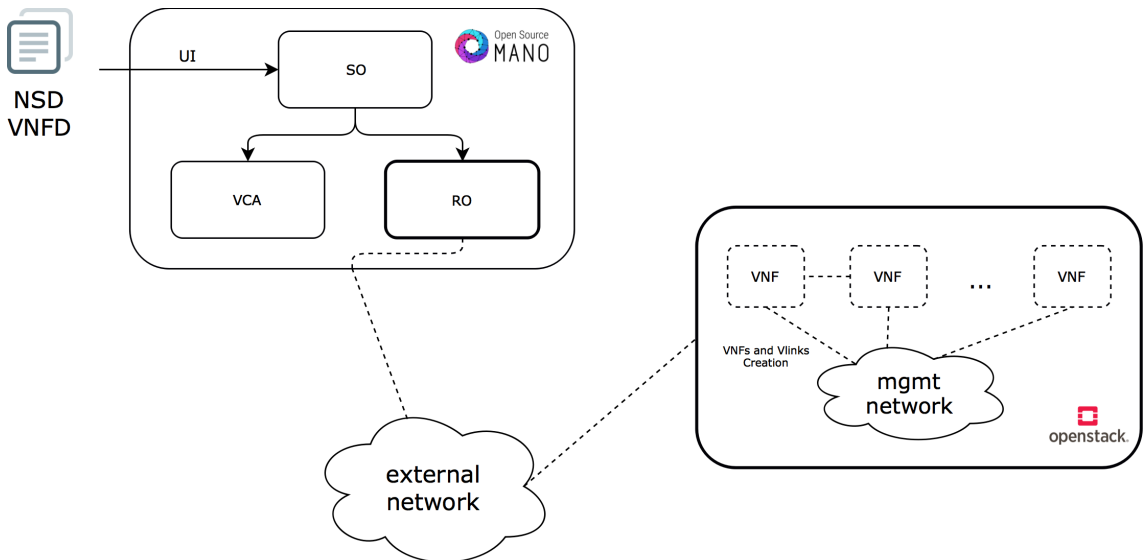 NSD
VNFD
UI
SO
Open Source
MANO
VCA
RO
VNF
VNF
...
VNF
VNFs and Vlinks
Creation
mgmt
network
openstack.
external
network